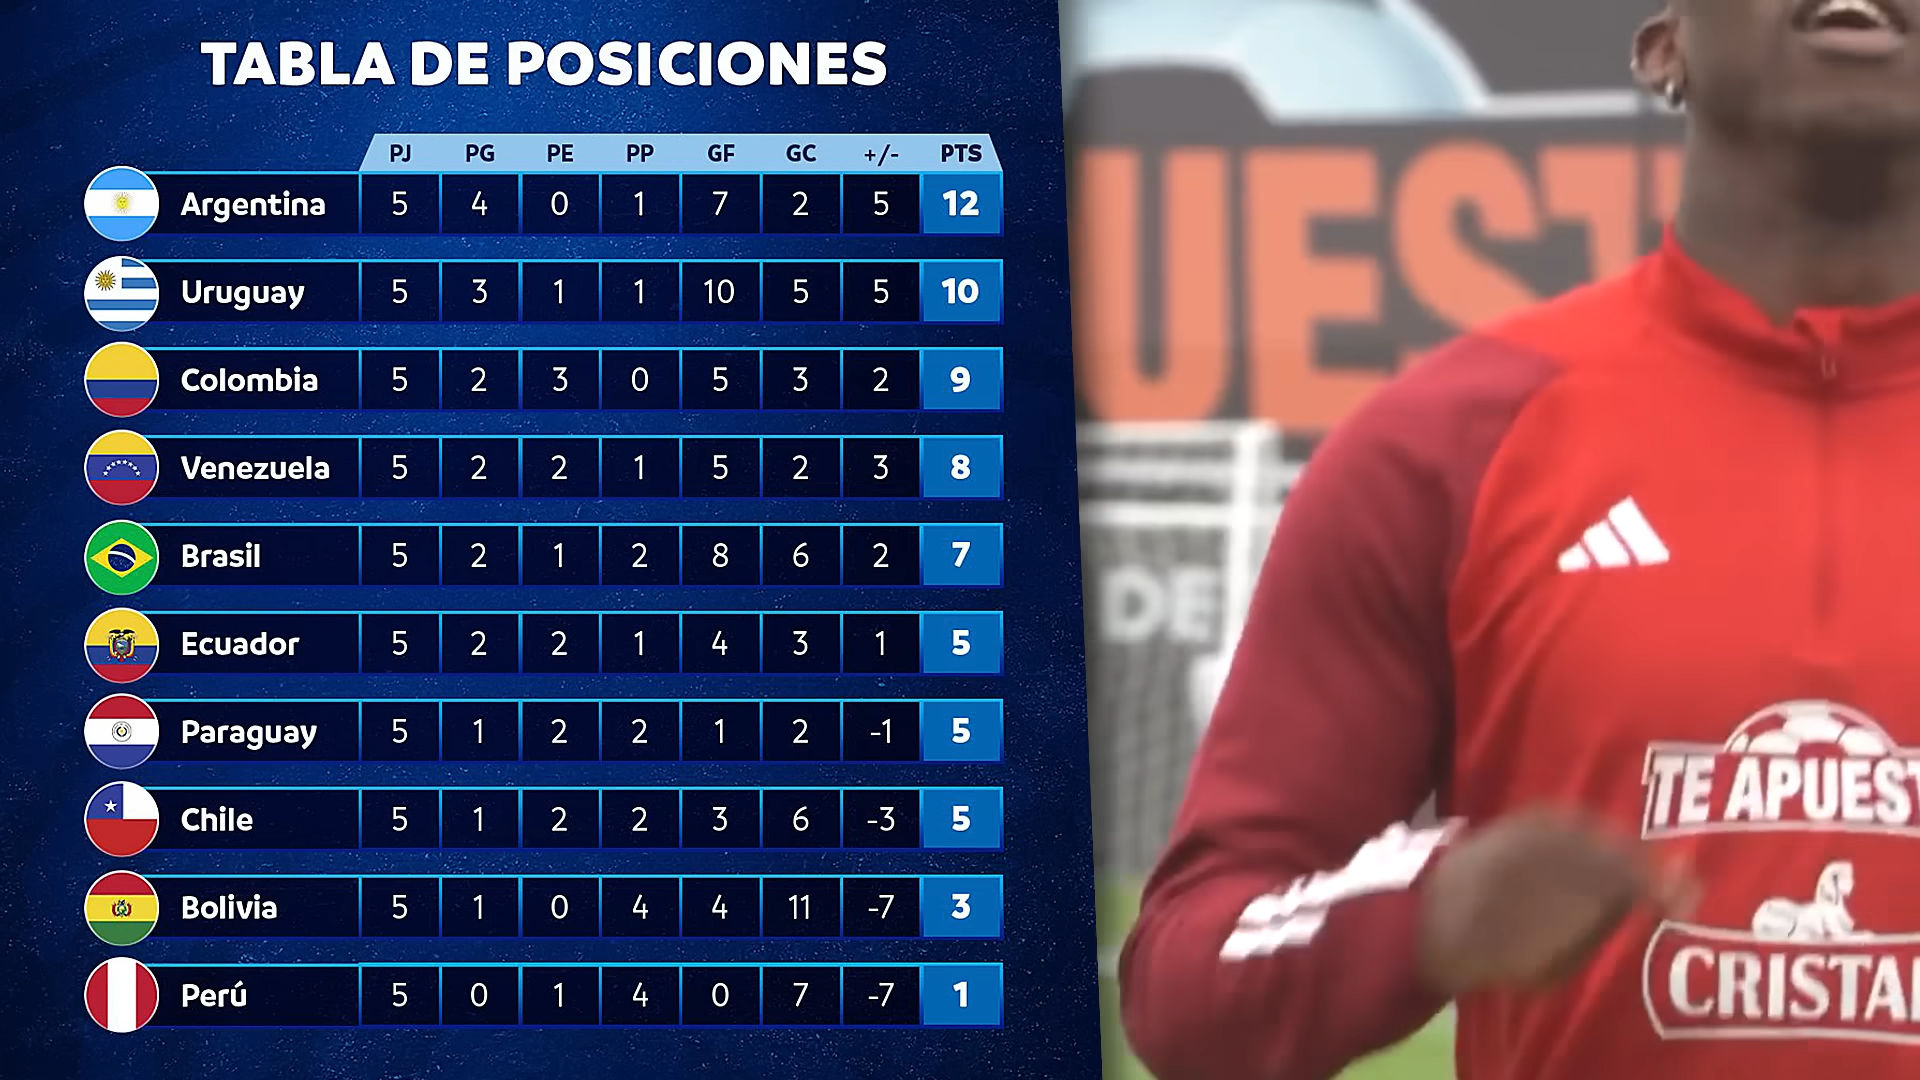 TABLA DE POSICIONES
PJ PG PE PP GF GC +/- PTS
Argentina 5 4 0 1 7 2 5 12
Uruguay 5 3 1 1 10 5 5 10
Colombia 5 2 3 0 5 3 2 9
Venezuela 5 2 2 1 5 2 3 8
Brasil 5 2 1 2 8 6 2 7
Ecuador 5 2 2 1 4 3 1 5
Paraguay 5 1 2 2 1 2 -1 5
Chile 5 1 2 2 3 6 -3 5
Bolivia 5 1 0 4 4 11 -7 3
Perú 5 0 1 4 0 7 -7 1
UEST
DE
TE APUEST
CRISTAL